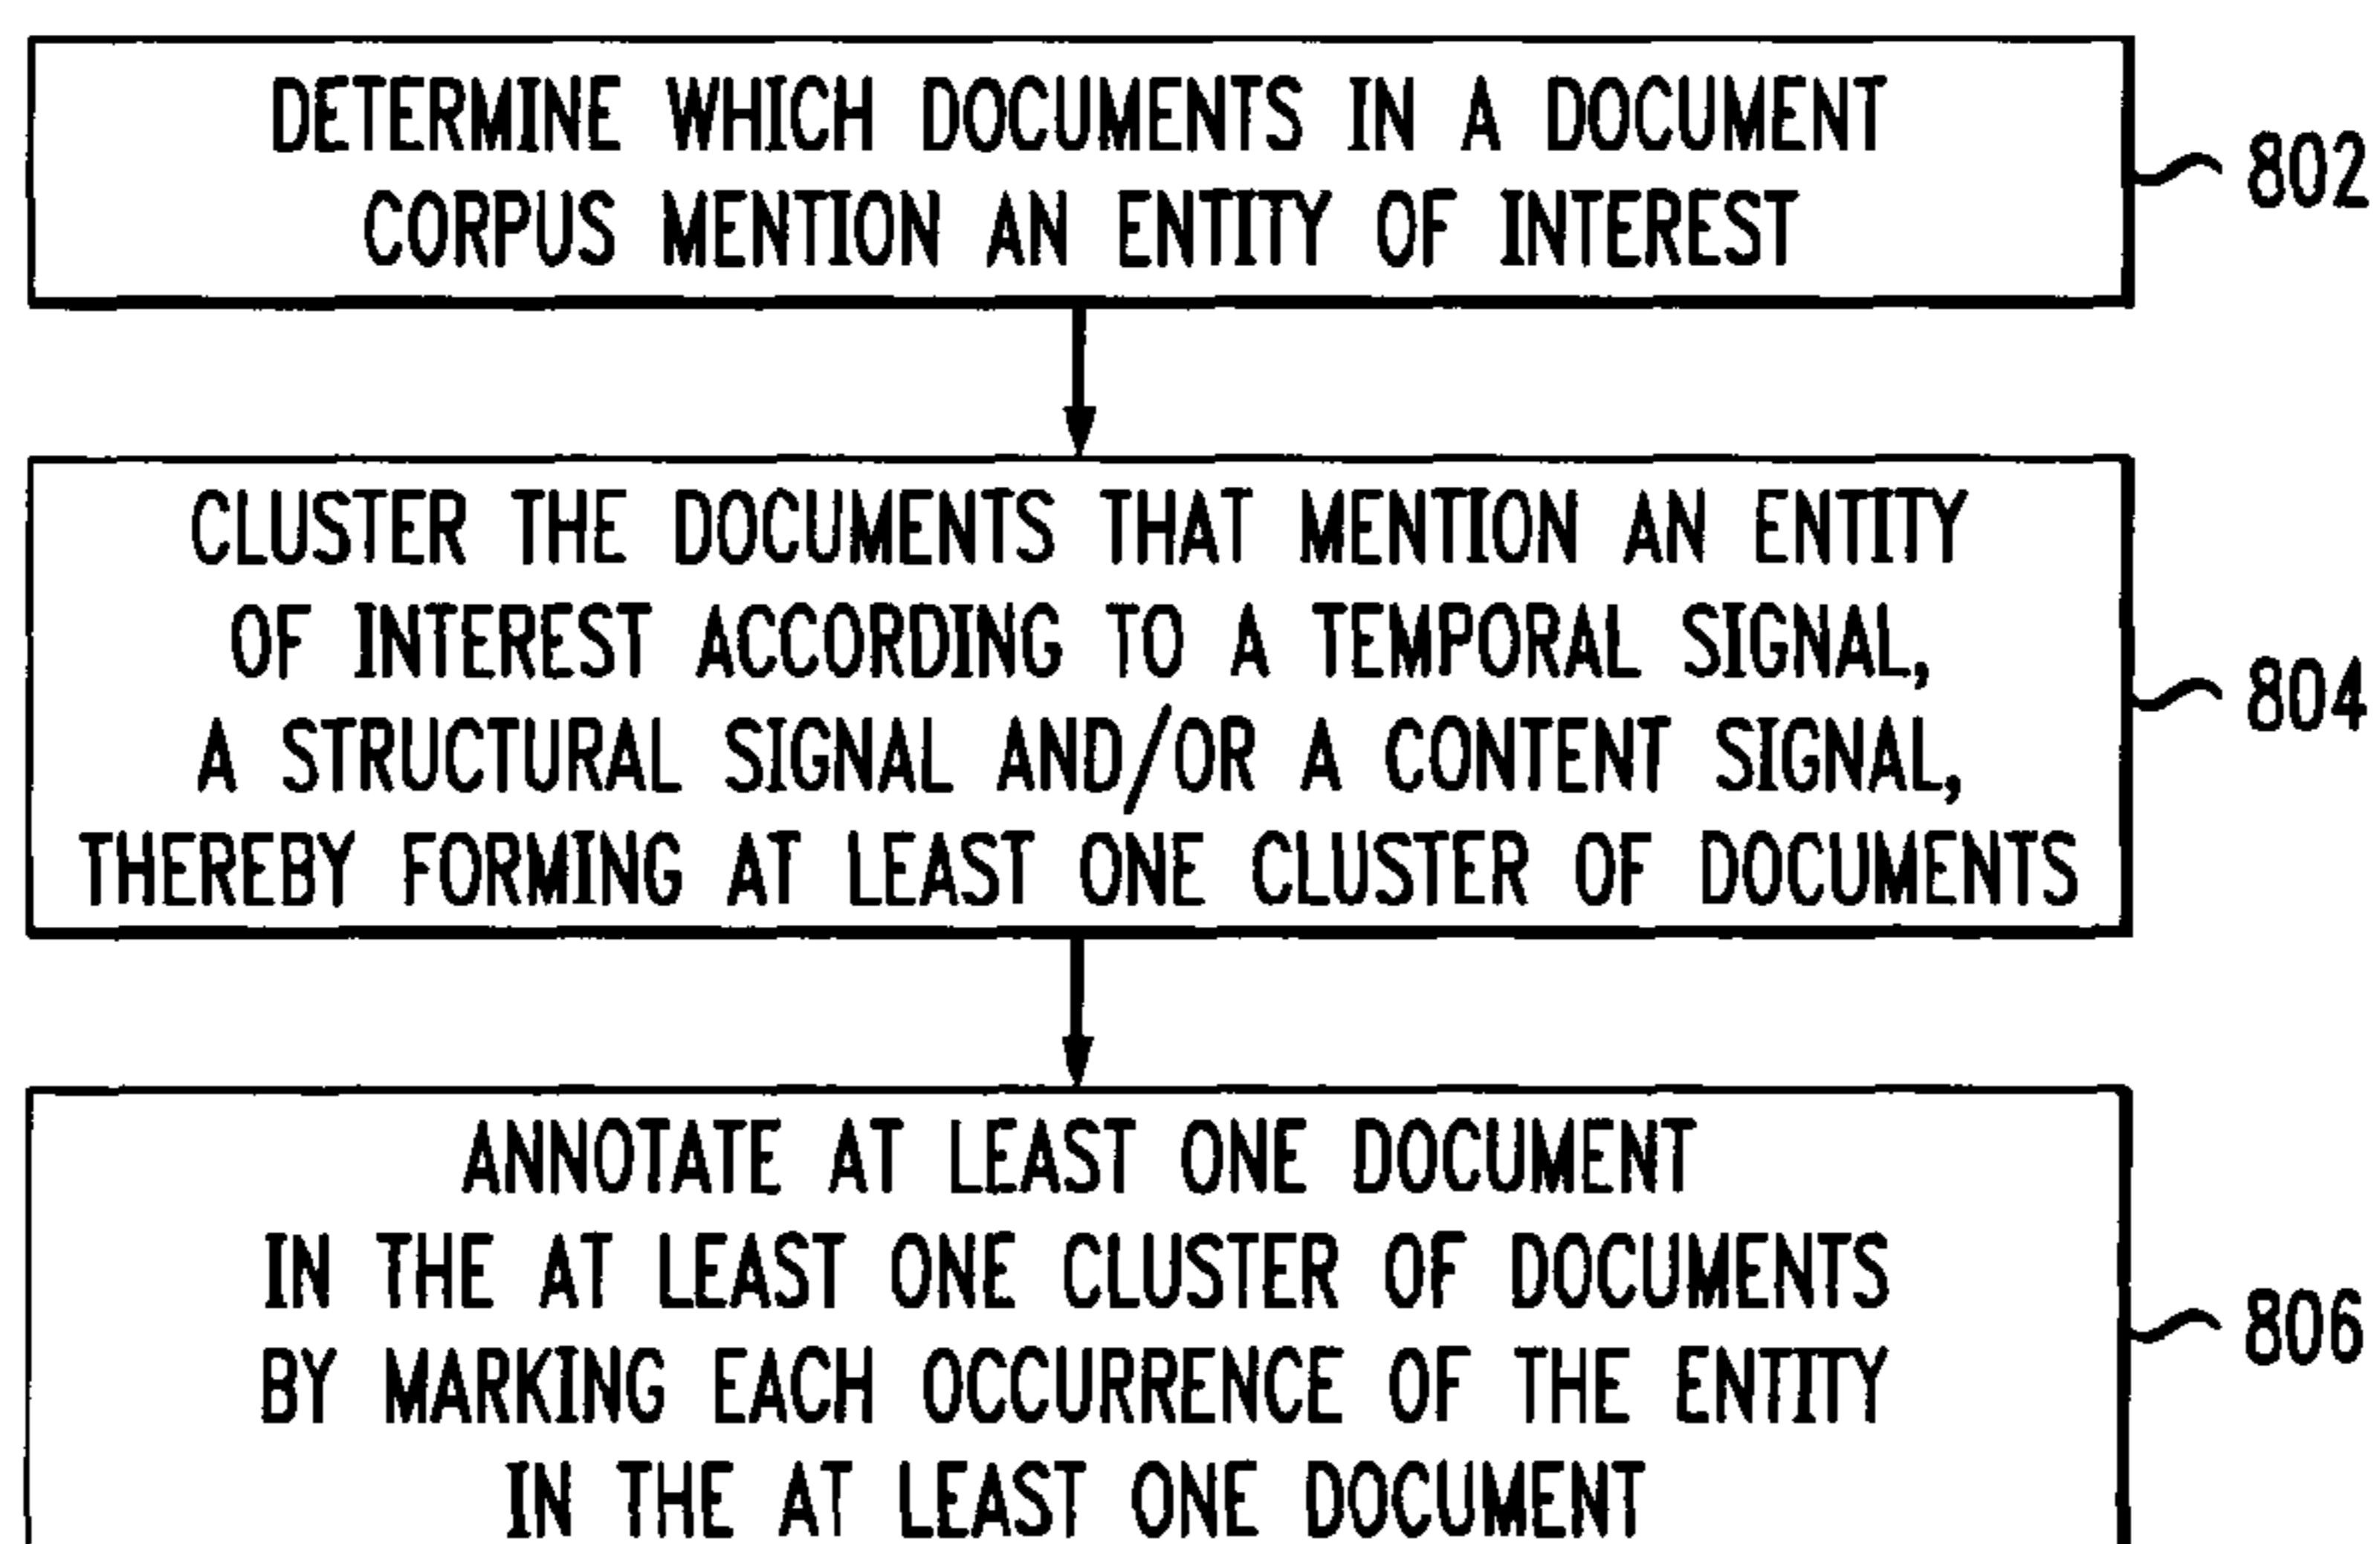 DETERMINE WHICH DOCUMENTS IN A DOCUMENT
CORPUS MENTION AN ENTITY OF INTEREST
802
CLUSTER THE DOCUMENTS THAT MENTION AN ENTITY
OF INTEREST ACCORDING TO A TEMPORAL SIGNAL,
A STRUCTURAL SIGNAL AND/OR A CONTENT SIGNAL,
THEREBY FORMING AT LEAST ONE CLUSTER OF DOCUMENTS
804
ANNOTATE AT LEAST ONE DOCUMENT
IN THE AT LEAST ONE CLUSTER OF DOCUMENTS
BY MARKING EACH OCCURRENCE OF THE ENTITY
IN THE AT LEAST ONE DOCUMENT
806